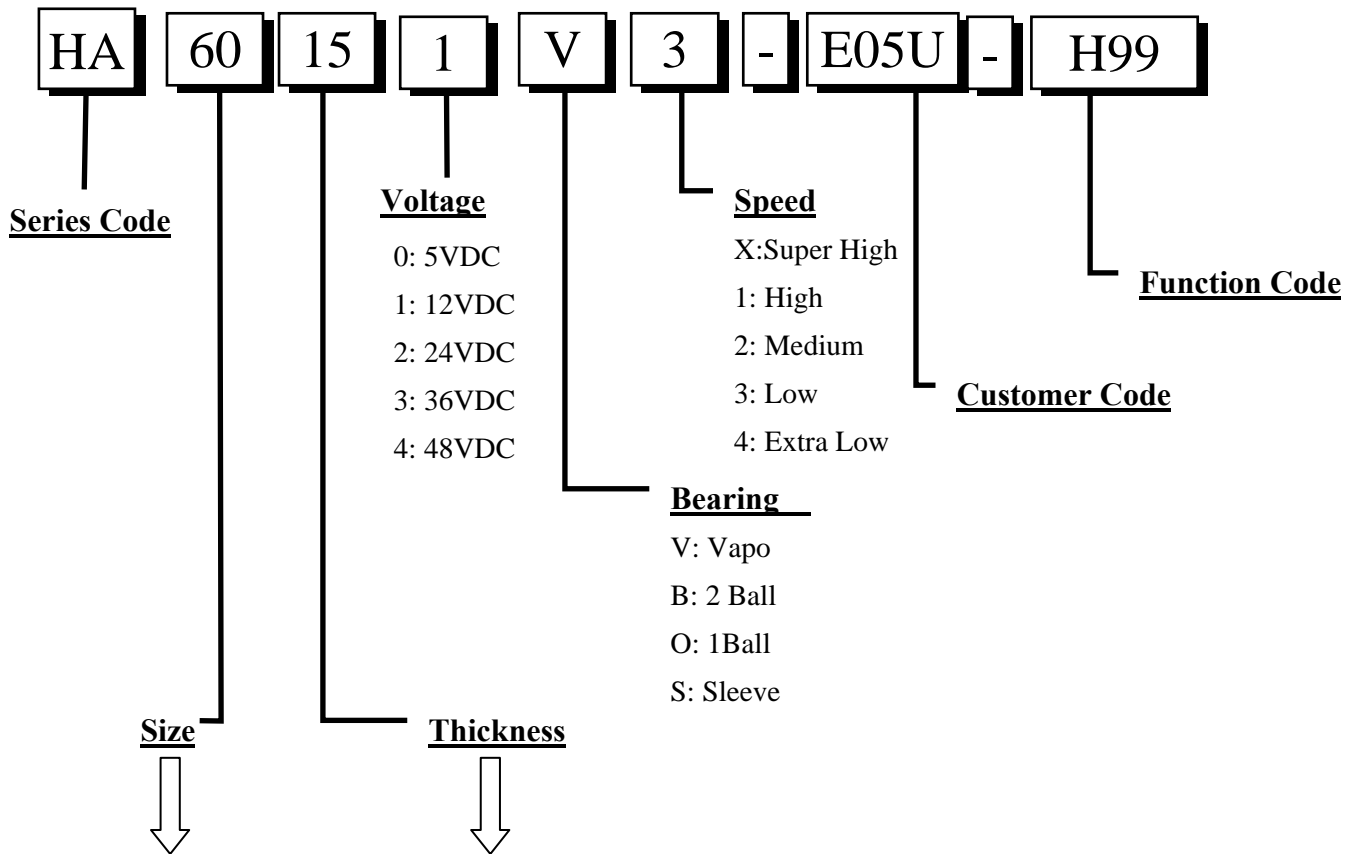 HA 60 15 1 V 3 - E05U - H99
Series Code
Voltage
0: 5VDC
1: 12VDC
2: 24VDC
3: 36VDC
4: 48VDC
Speed
X:Super High
1: High
2: Medium
3: Low
4: Extra Low
Function Code
Customer Code
Bearing
V: Vapo
B: 2 Ball
O: 1Ball
S: Sleeve
Size
Thickness